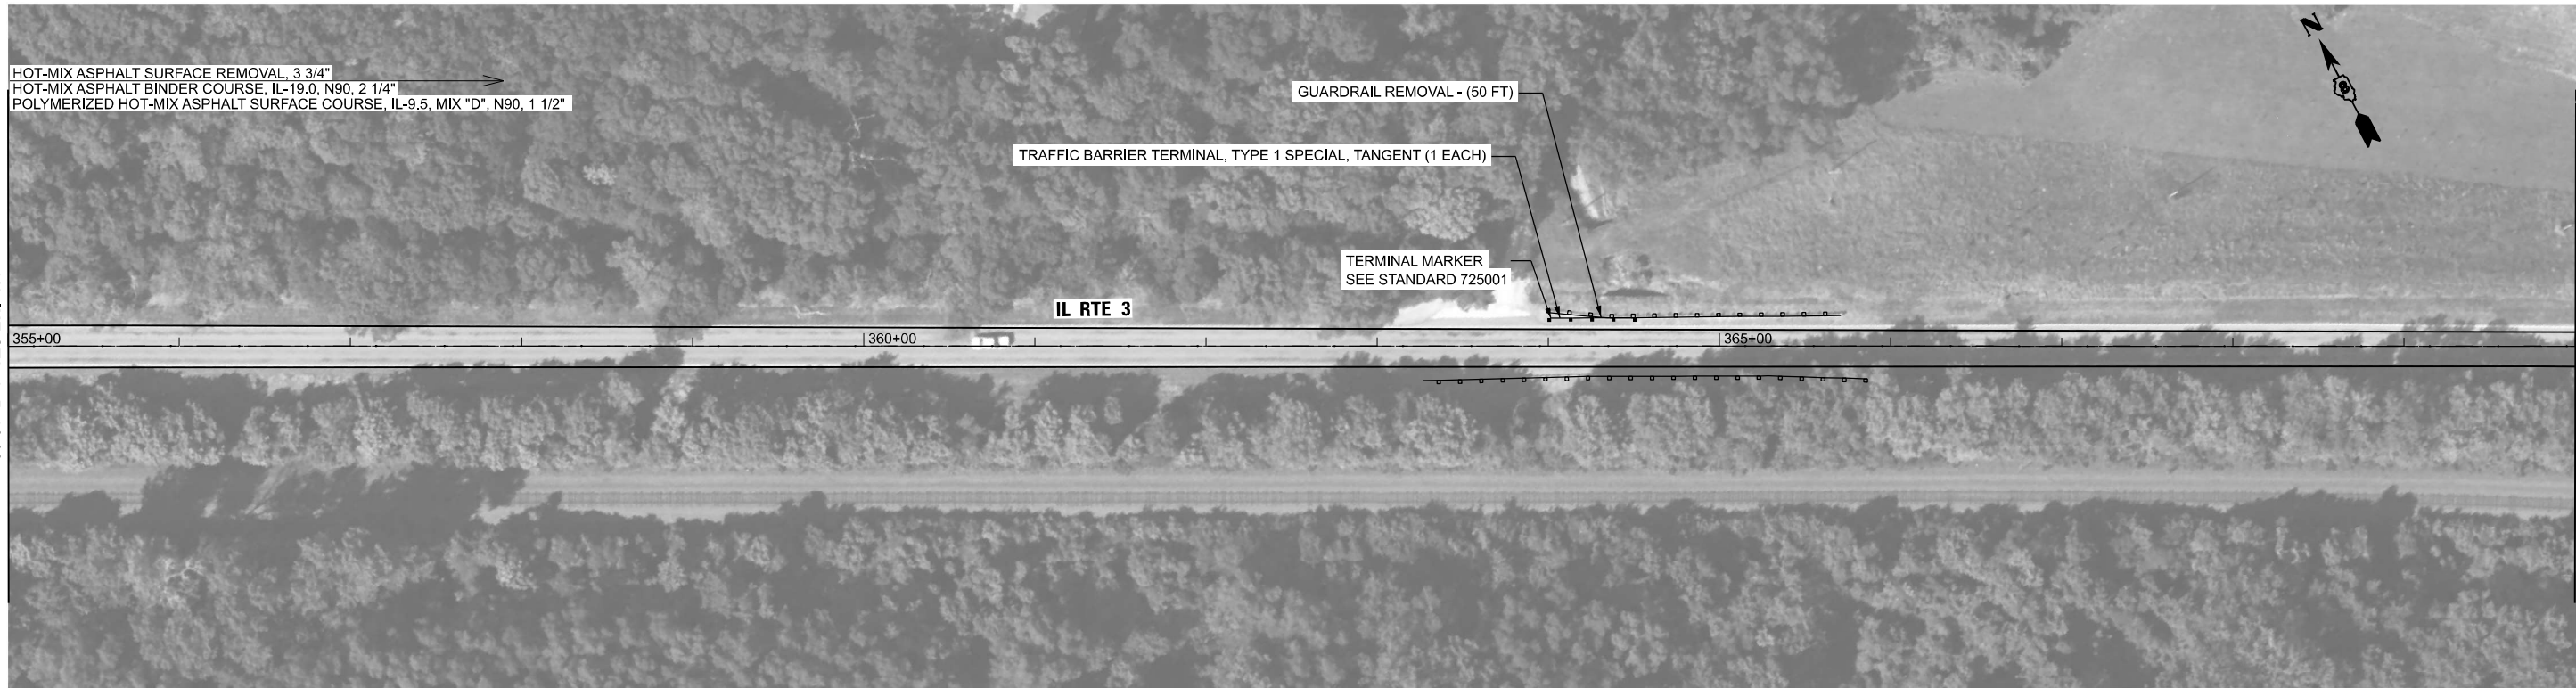 HOT-MIX ASPHALT SURFACE REMOVAL, 3 3/4"
HOT-MIX ASPHALT BINDER COURSE, IL-19.0, N90, 2 1/4"
POLYMERIZED HOT-MIX ASPHALT SURFACE COURSE, IL-9.5, MIX "D", N90, 1 1/2"
N
GUARDRAIL REMOVAL - (50 FT)
TRAFFIC BARRIER TERMINAL, TYPE 1 SPECIAL, TANGENT (1 EACH)
TERMINAL MARKER
SEE STANDARD 725001
IL RTE 3
355+00
360+00
365+00